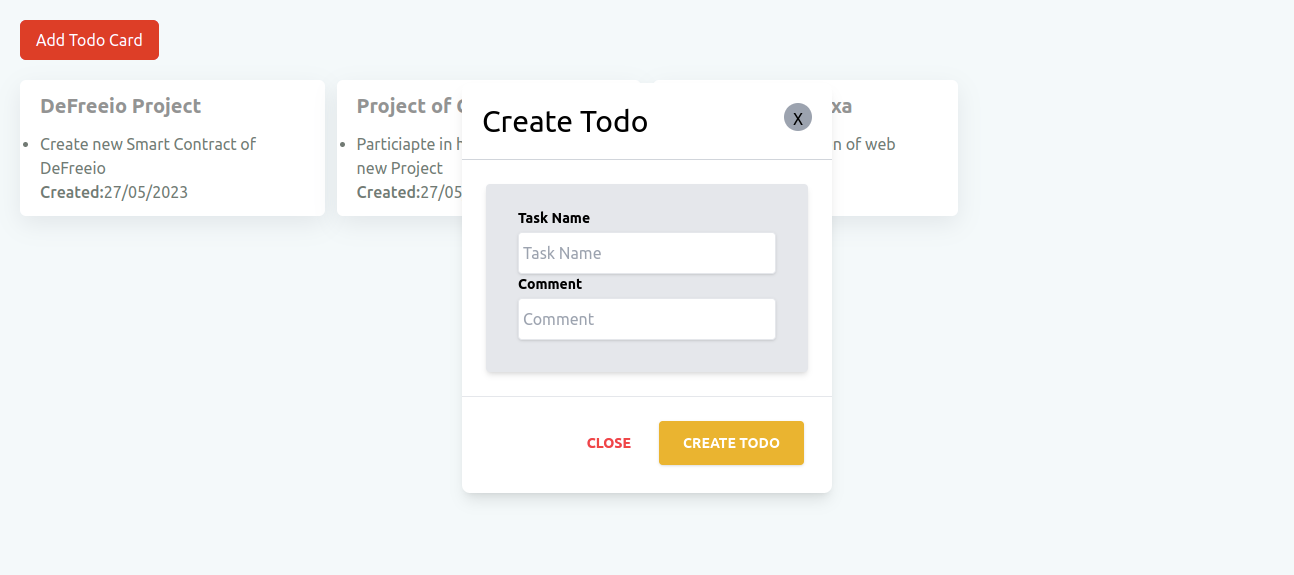 Add Todo Card
DeFreeio Project
Create new Smart Contract of
DeFreeio
Created:27/05/2023
Project of
Particiapte in
new Project
Created:27/05
n of web
Create Todo
X
Task Name
Task Name
Comment
Comment
CLOSE
CREATE TODO